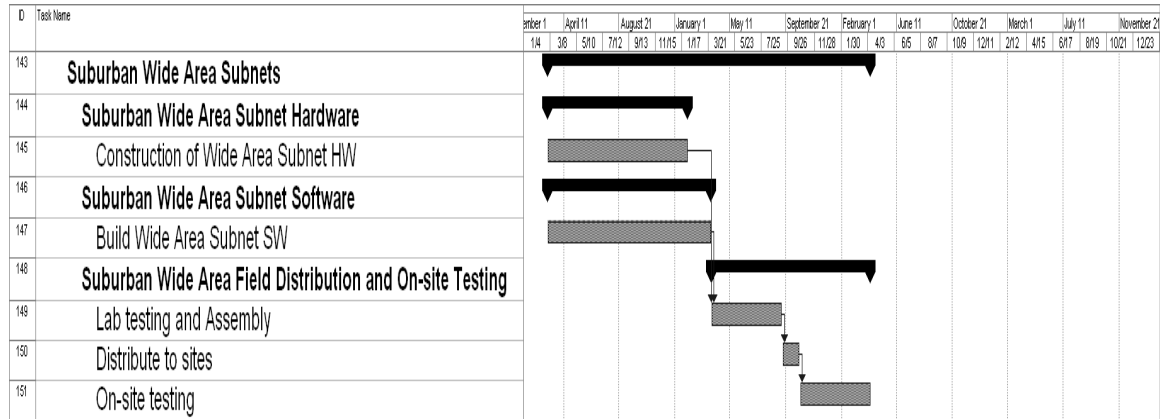 ID Task Name
ember 1 April 11 August 21 January 1 May 11 September 21 February 1 June 11 October 21 March 1 July 11 November 21
1/4 3/8 5/10 7/12 9/13 11/15 1/17 3/21 5/23 7/25 9/26 11/28 1/30 4/3 6/5 8/7 10/9 12/11 2/12 4/15 6/17 8/19 10/21 12/23
143 Suburban Wide Area Subnets
144 Suburban Wide Area Subnet Hardware
145 Construction of Wide Area Subnet HW
146 Suburban Wide Area Subnet Software
147 Build Wide Area Subnet SW
148 Suburban Wide Area Field Distribution and On-site Testing
149 Lab testing and Assembly
150 Distribute to sites
151 On-site testing